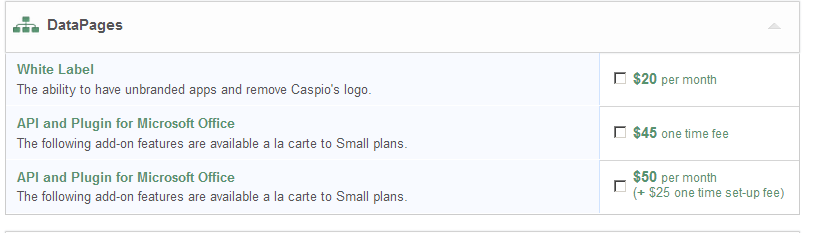 DataPages
White Label
The ability to have unbranded apps and remove Caspio's logo.
$20 per month
API and Plugin for Microsoft Office
The following add-on features are available a la carte to Small plans.
$45 one time fee
API and Plugin for Microsoft Office
The following add-on features are available a la carte to Small plans.
$50 per month
(+ $25 one time set-up fee)